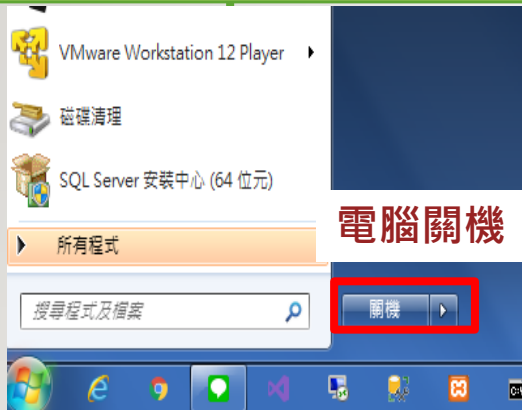 VMware Workstation 12 Player
磁碟清理
SQL Server 安裝中心 (64 位元)
電腦關機
所有程式
搜尋程式及檔案
關機